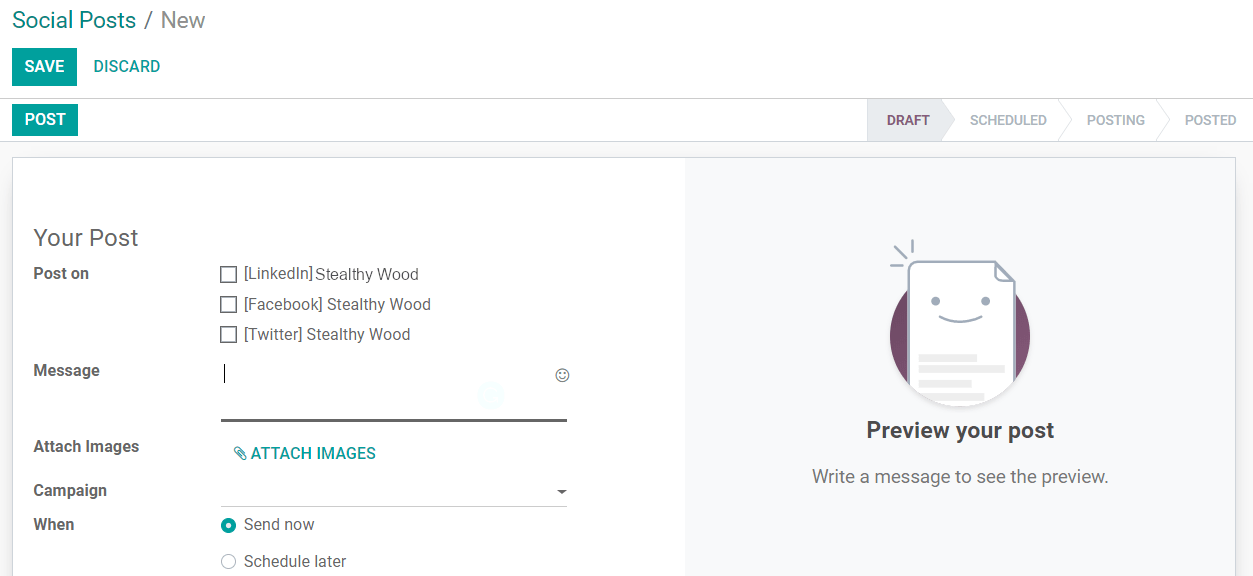 Social Posts / New
SAVE DISCARD
POST DRAFT SCHEDULED POSTING POSTED
Your Post
Post on [LinkedIn] Stealthy Wood
[Facebook] Stealthy Wood
[Twitter] Stealthy Wood
Message
Attach Images ATTACH IMAGES
Campaign
When Send now
Schedule later
Preview your post
Write a message to see the preview.